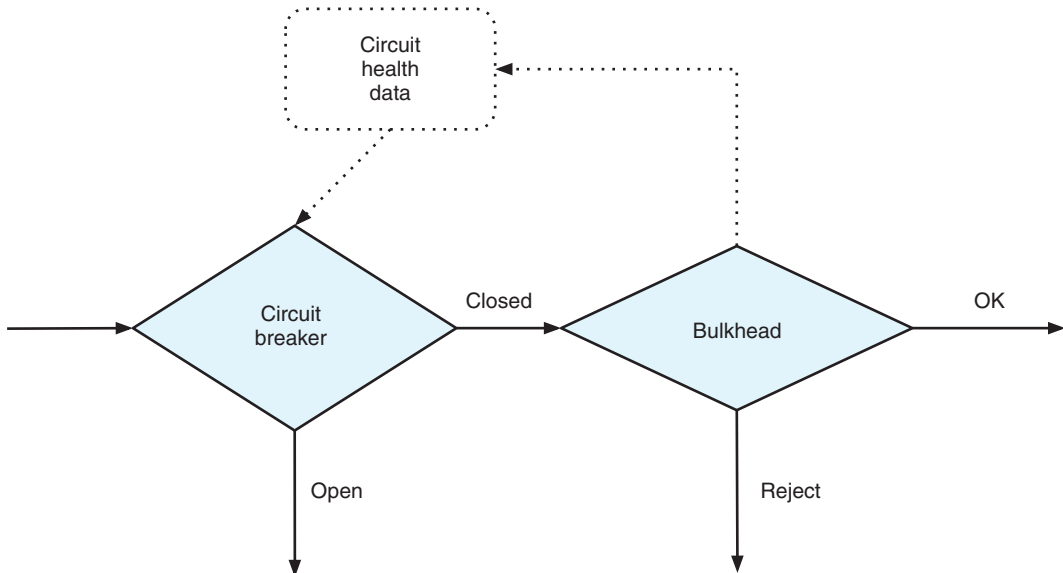 Circuit
health
data
Circuit
breaker
Closed
Bulkhead
OK
Open
Reject